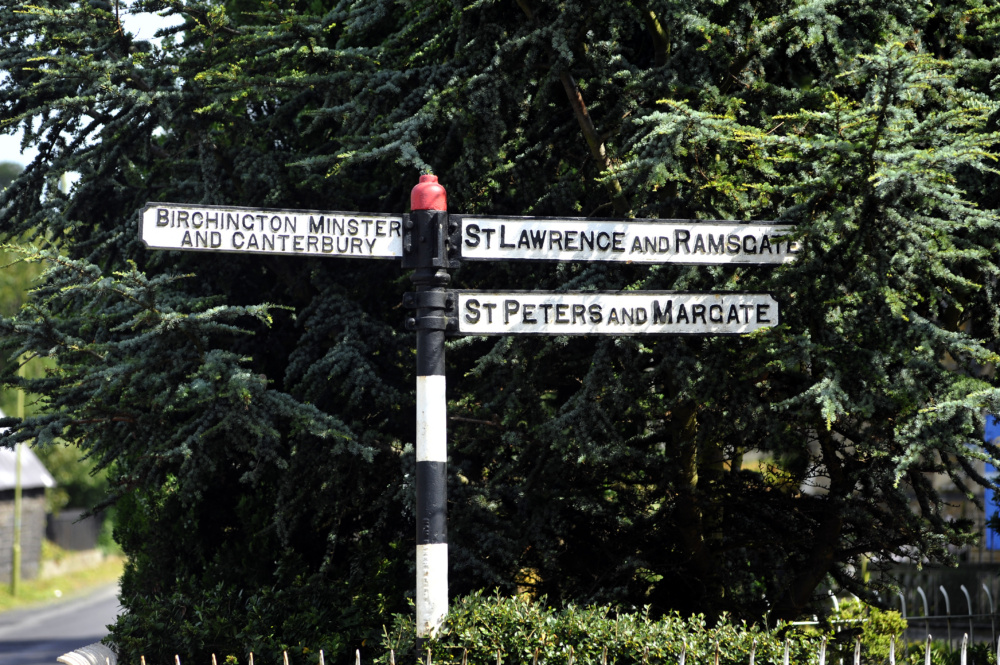 BIRCHINGTON MINSTER
AND CANTERBURY
ST LAWRENCE AND RAMSGATE
ST PETERS AND MARGATE